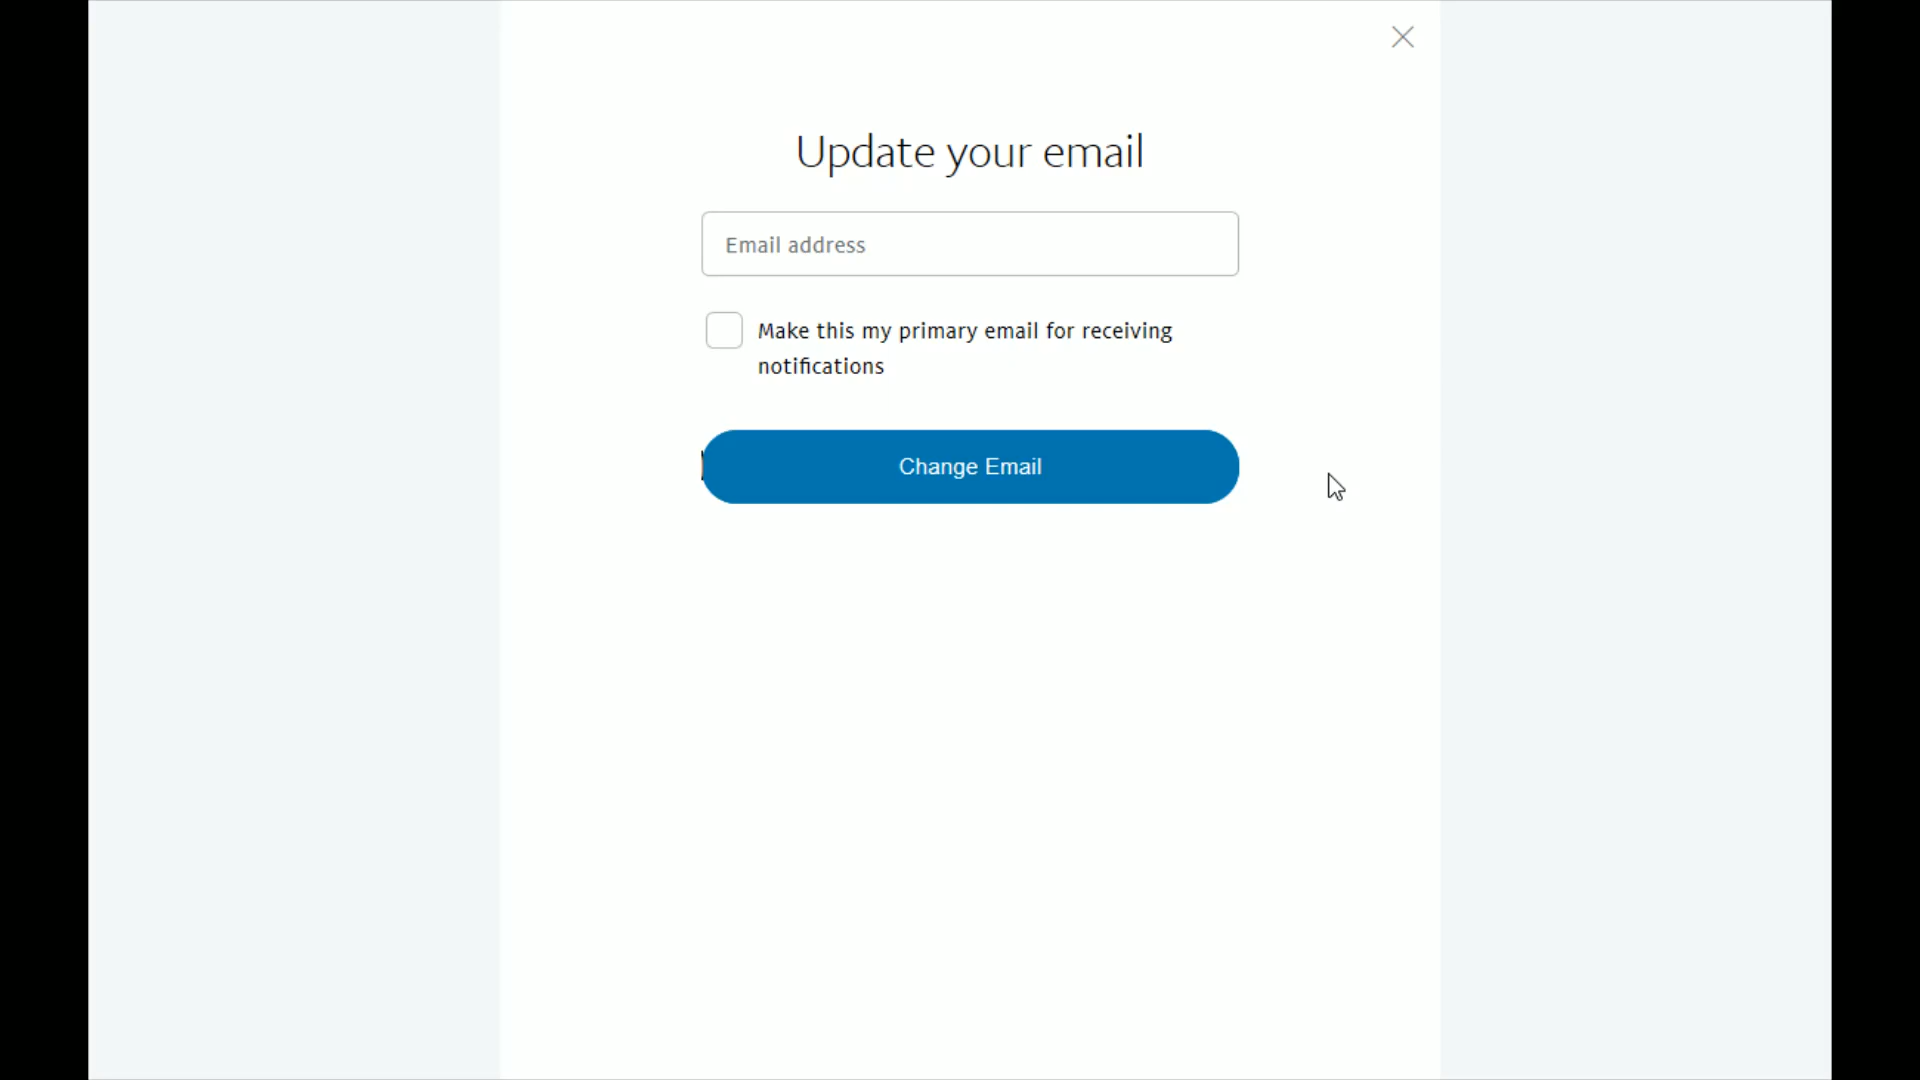 Update your email
Email address
Make this my primary email for receiving
notifications
Change Email